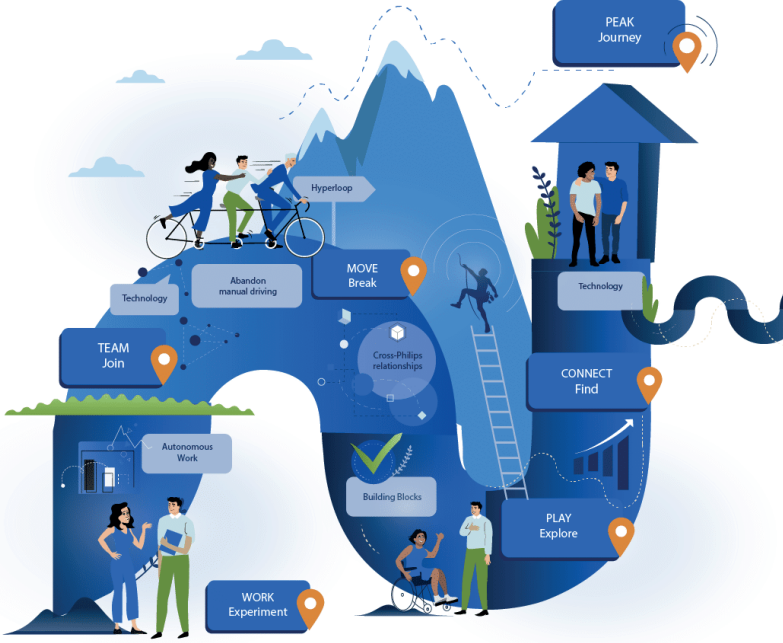 PEAK
Journey
Hyperloop
MOVE
Break
Abandon
manual driving
Technology
Technology
TEAM
Join
Cross-Philips
relationships
CONNECT
Find
Autonomous
Work
Building Blocks
PLAY
Explore
WORK
Experiment